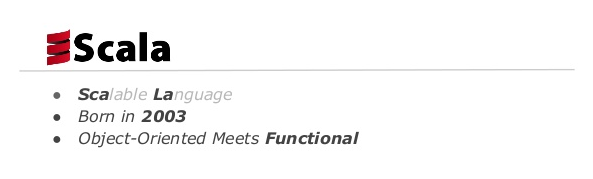 Scala
• Scalable Language
• Born in 2003
• Object-Oriented Meets Functional